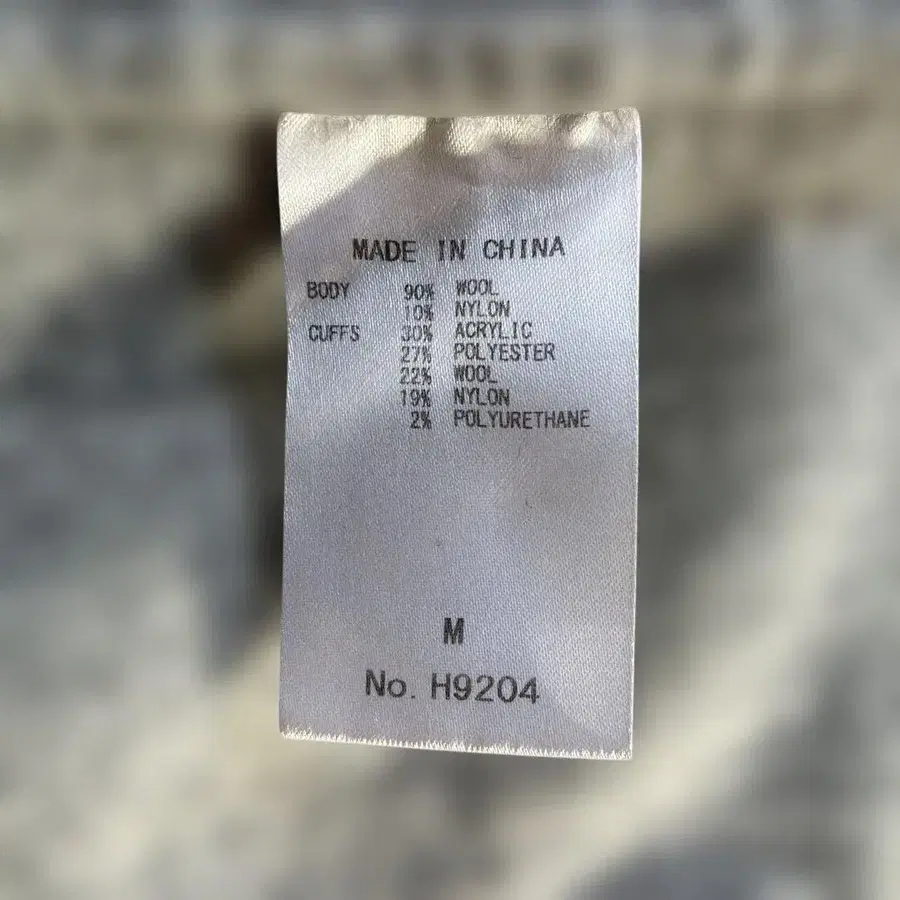 MADE IN CHINA
BODY 90% WOOL
10% NYLON
CUFFS 30% ACRYLIC
27% POLYESTER
22% WOOL
19% NYLON
2% POLYURETHANE
M
No. H9204